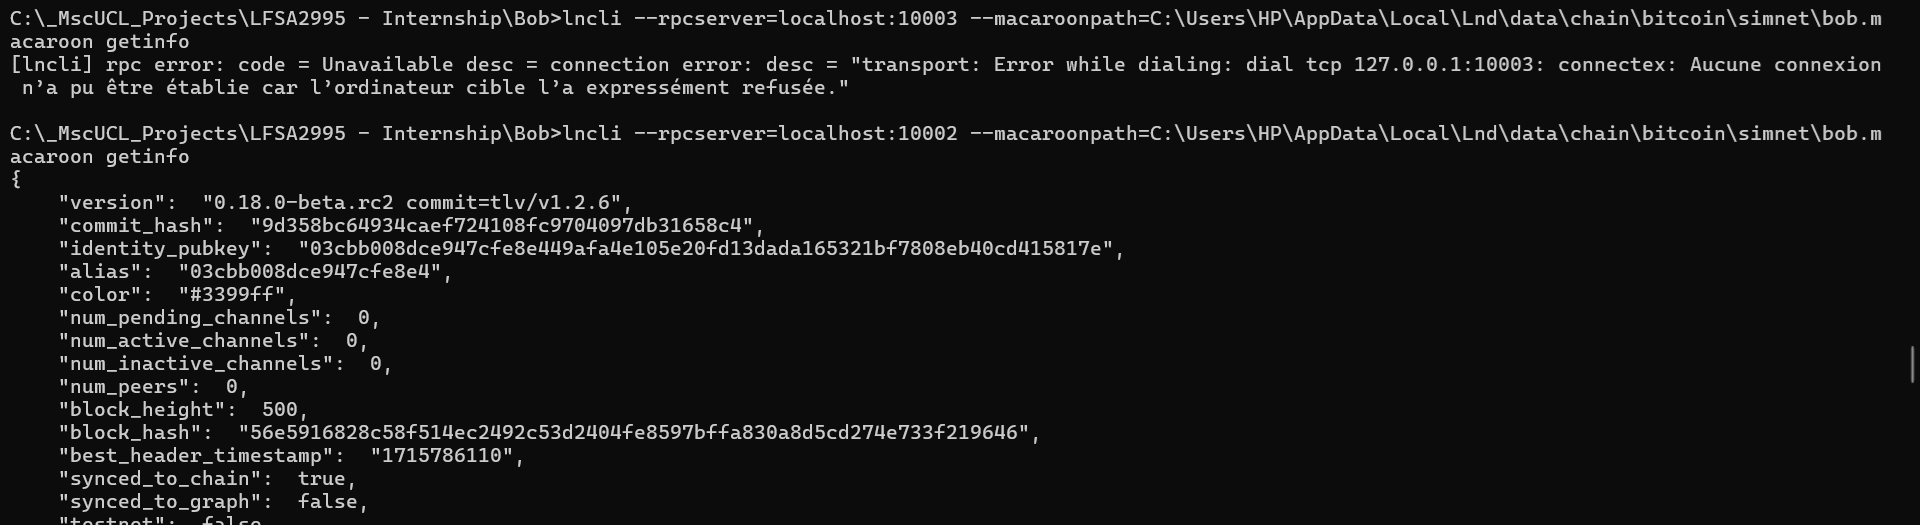 C:\_MscUCL_Projects\LFSA2995 - Internship\Bob>lncli --rpcserver=localhost:10003 --macaroonpath=C:\Users\HP\AppData\Local\Lnd\data\chain\bitcoin\simnet\bob.m
acaroon getinfo
[lncli] rpc error: code = Unavailable desc = connection error: desc = "transport: Error while dialing: dial tcp 127.0.0.1:10003: connectex: Aucune connexion
 n’a pu être établie car l’ordinateur cible l’a expressément refusée."
C:\_MscUCL_Projects\LFSA2995 - Internship\Bob>lncli --rpcserver=localhost:10002 --macaroonpath=C:\Users\HP\AppData\Local\Lnd\data\chain\bitcoin\simnet\bob.m
acaroon getinfo
{
    "version":  "0.18.0-beta.rc2 commit=tlv/v1.2.6",
    "commit_hash":  "9d358bc64934caef724108fc9704097db31658c4",
    "identity_pubkey":  "03cbb008dce947cfe8e449afa4e105e20fd13dada165321bf7808eb40cd415817e",
    "alias":  "03cbb008dce947cfe8e4",
    "color":  "#3399ff",
    "num_pending_channels":  0,
    "num_active_channels":  0,
    "num_inactive_channels":  0,
    "num_peers":  0,
    "block_height":  500,
    "block_hash":  "56e5916828c58f514ec2492c53d2404fe8597bffa830a8d5cd274e733f219646",
    "best_header_timestamp":  "1715786110",
    "synced_to_chain":  true,
    "synced_to_graph":  false,
    "testnet":  false